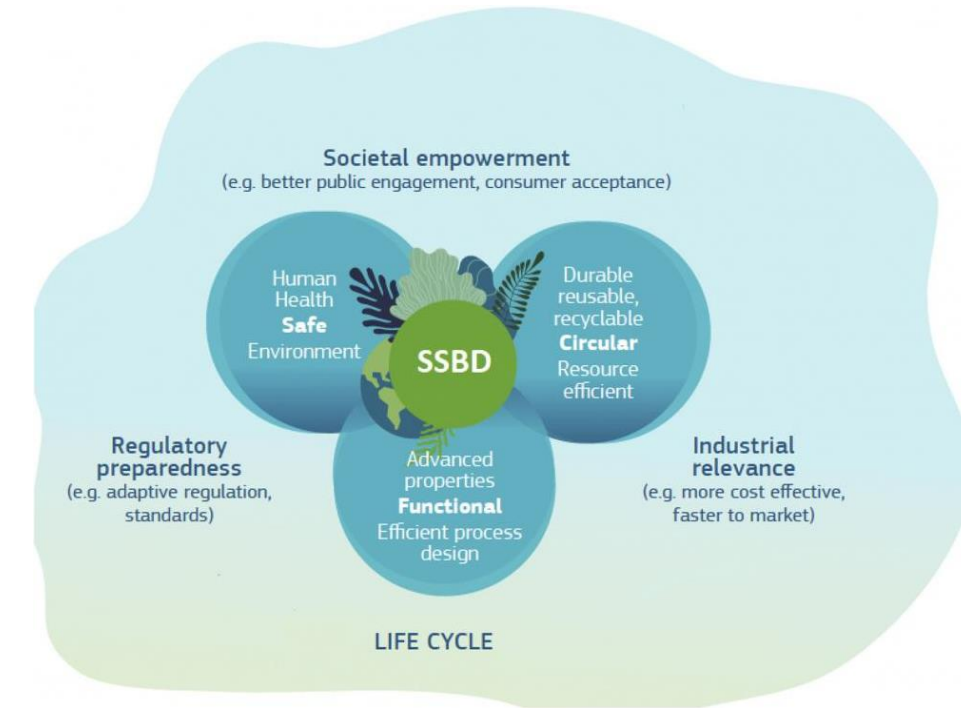 Societal empowerment
(e.g. better public engagement, consumer acceptance)
Human
Health
Safe
Environment
SSBD
Durable
reusable,
recyclable
Circular
Resource
efficient
Regulatory
preparedness
(e.g. adaptive regulation,
standards)
Advanced
properties
Functional
Efficient process
design
Industrial
relevance
(e.g. more cost effective,
faster to market)
LIFE CYCLE